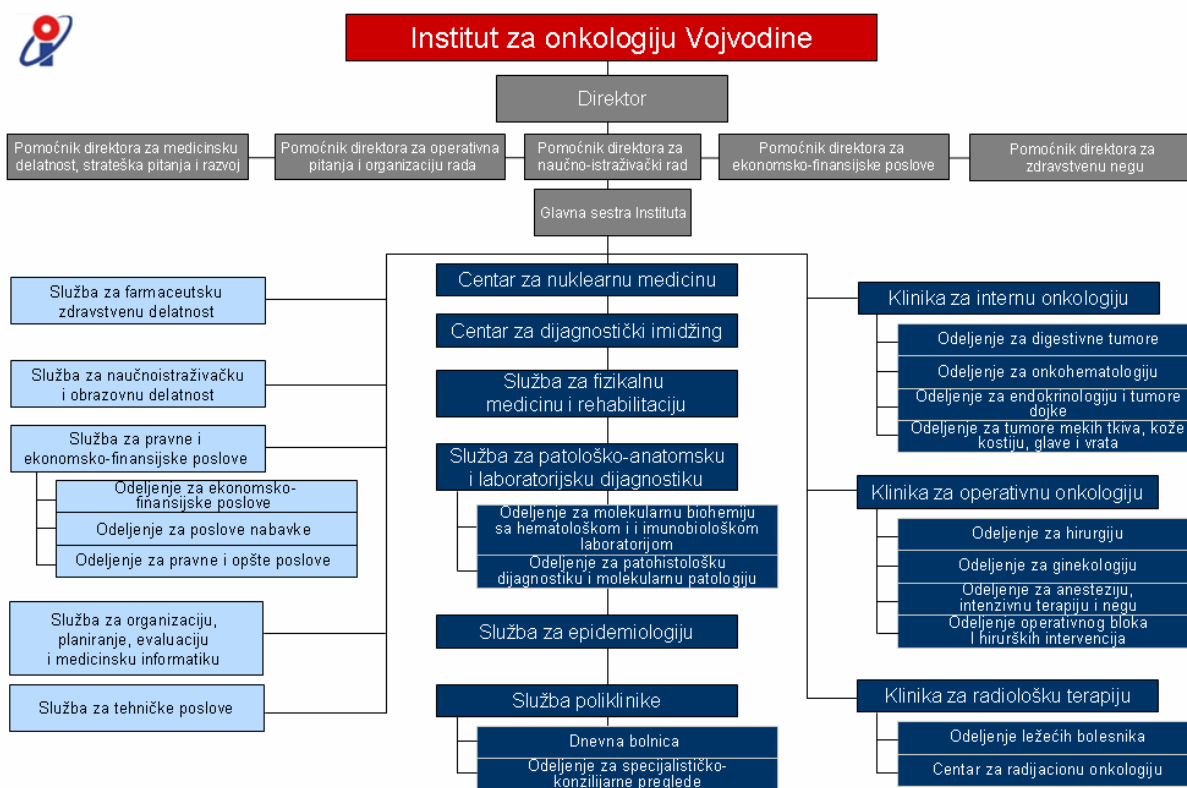 Institut za onkologiju Vojvodine
Direktor
Pomoćnik direktora za medicinsku
delatnost, strateška pitanja i razvoj
Pomoćnik direktora za operativna
pitanja i organizaciju rada
Pomoćnik direktora za
naučno-istraživački rad
Pomoćnik direktora za
ekonomsko-finansijske poslove
Pomoćnik direktora za
zdravstvenu negu
Glavna sestra Instituta
Služba za farmaceutsku
zdravstvenu delatnost
Služba za naučnoistraživačku
i obrazovnu delatnost
Služba za pravne i
ekonomsko-finansijske poslove
Odeljenje za ekonomsko-
finansijske poslove
Odeljenje za poslove nabavke
Odeljenje za pravne i opšte poslove
Služba za organizaciju,
planiranje, evaluaciju
i medicinsku informatiku
Služba za tehničke poslove
Centar za nuklearnu medicinu
Centar za dijagnostički imidžing
Služba za fizikalnu
medicinu i rehabilitaciju
Služba za patološko-anatomsku
i laboratorijsku dijagnostiku
Odeljenje za molekularnu biohemiju
sa hematološkom i i imunobiološkom
laboratorijom
Odeljenje za patohistološku
dijagnostiku i molekularnu patologiju
Služba za epidemiologiju
Služba poliklinike
Dnevna bolnica
Odeljenje za specijalističko-
konzilijarne preglede
Klinika za internu onkologiju
Odeljenje za digestivne tumore
Odeljenje za onkohematologiju
Odeljenje za endokrinologiju i tumore
dojke
Odeljenje za tumore mekih tkiva, kože
kostiju, glave i vrata
Klinika za operativnu onkologiju
Odeljenje za hirurgiju
Odeljenje za ginekologiju
Odeljenje za anesteziju,
intenzivnu terapiju i negu
Odeljenje operativnog bloka
I hirurških intervencija
Klinika za radiološku terapiju
Odeljenje ležećih bolesnika
Centar za radijacionu onkologiju